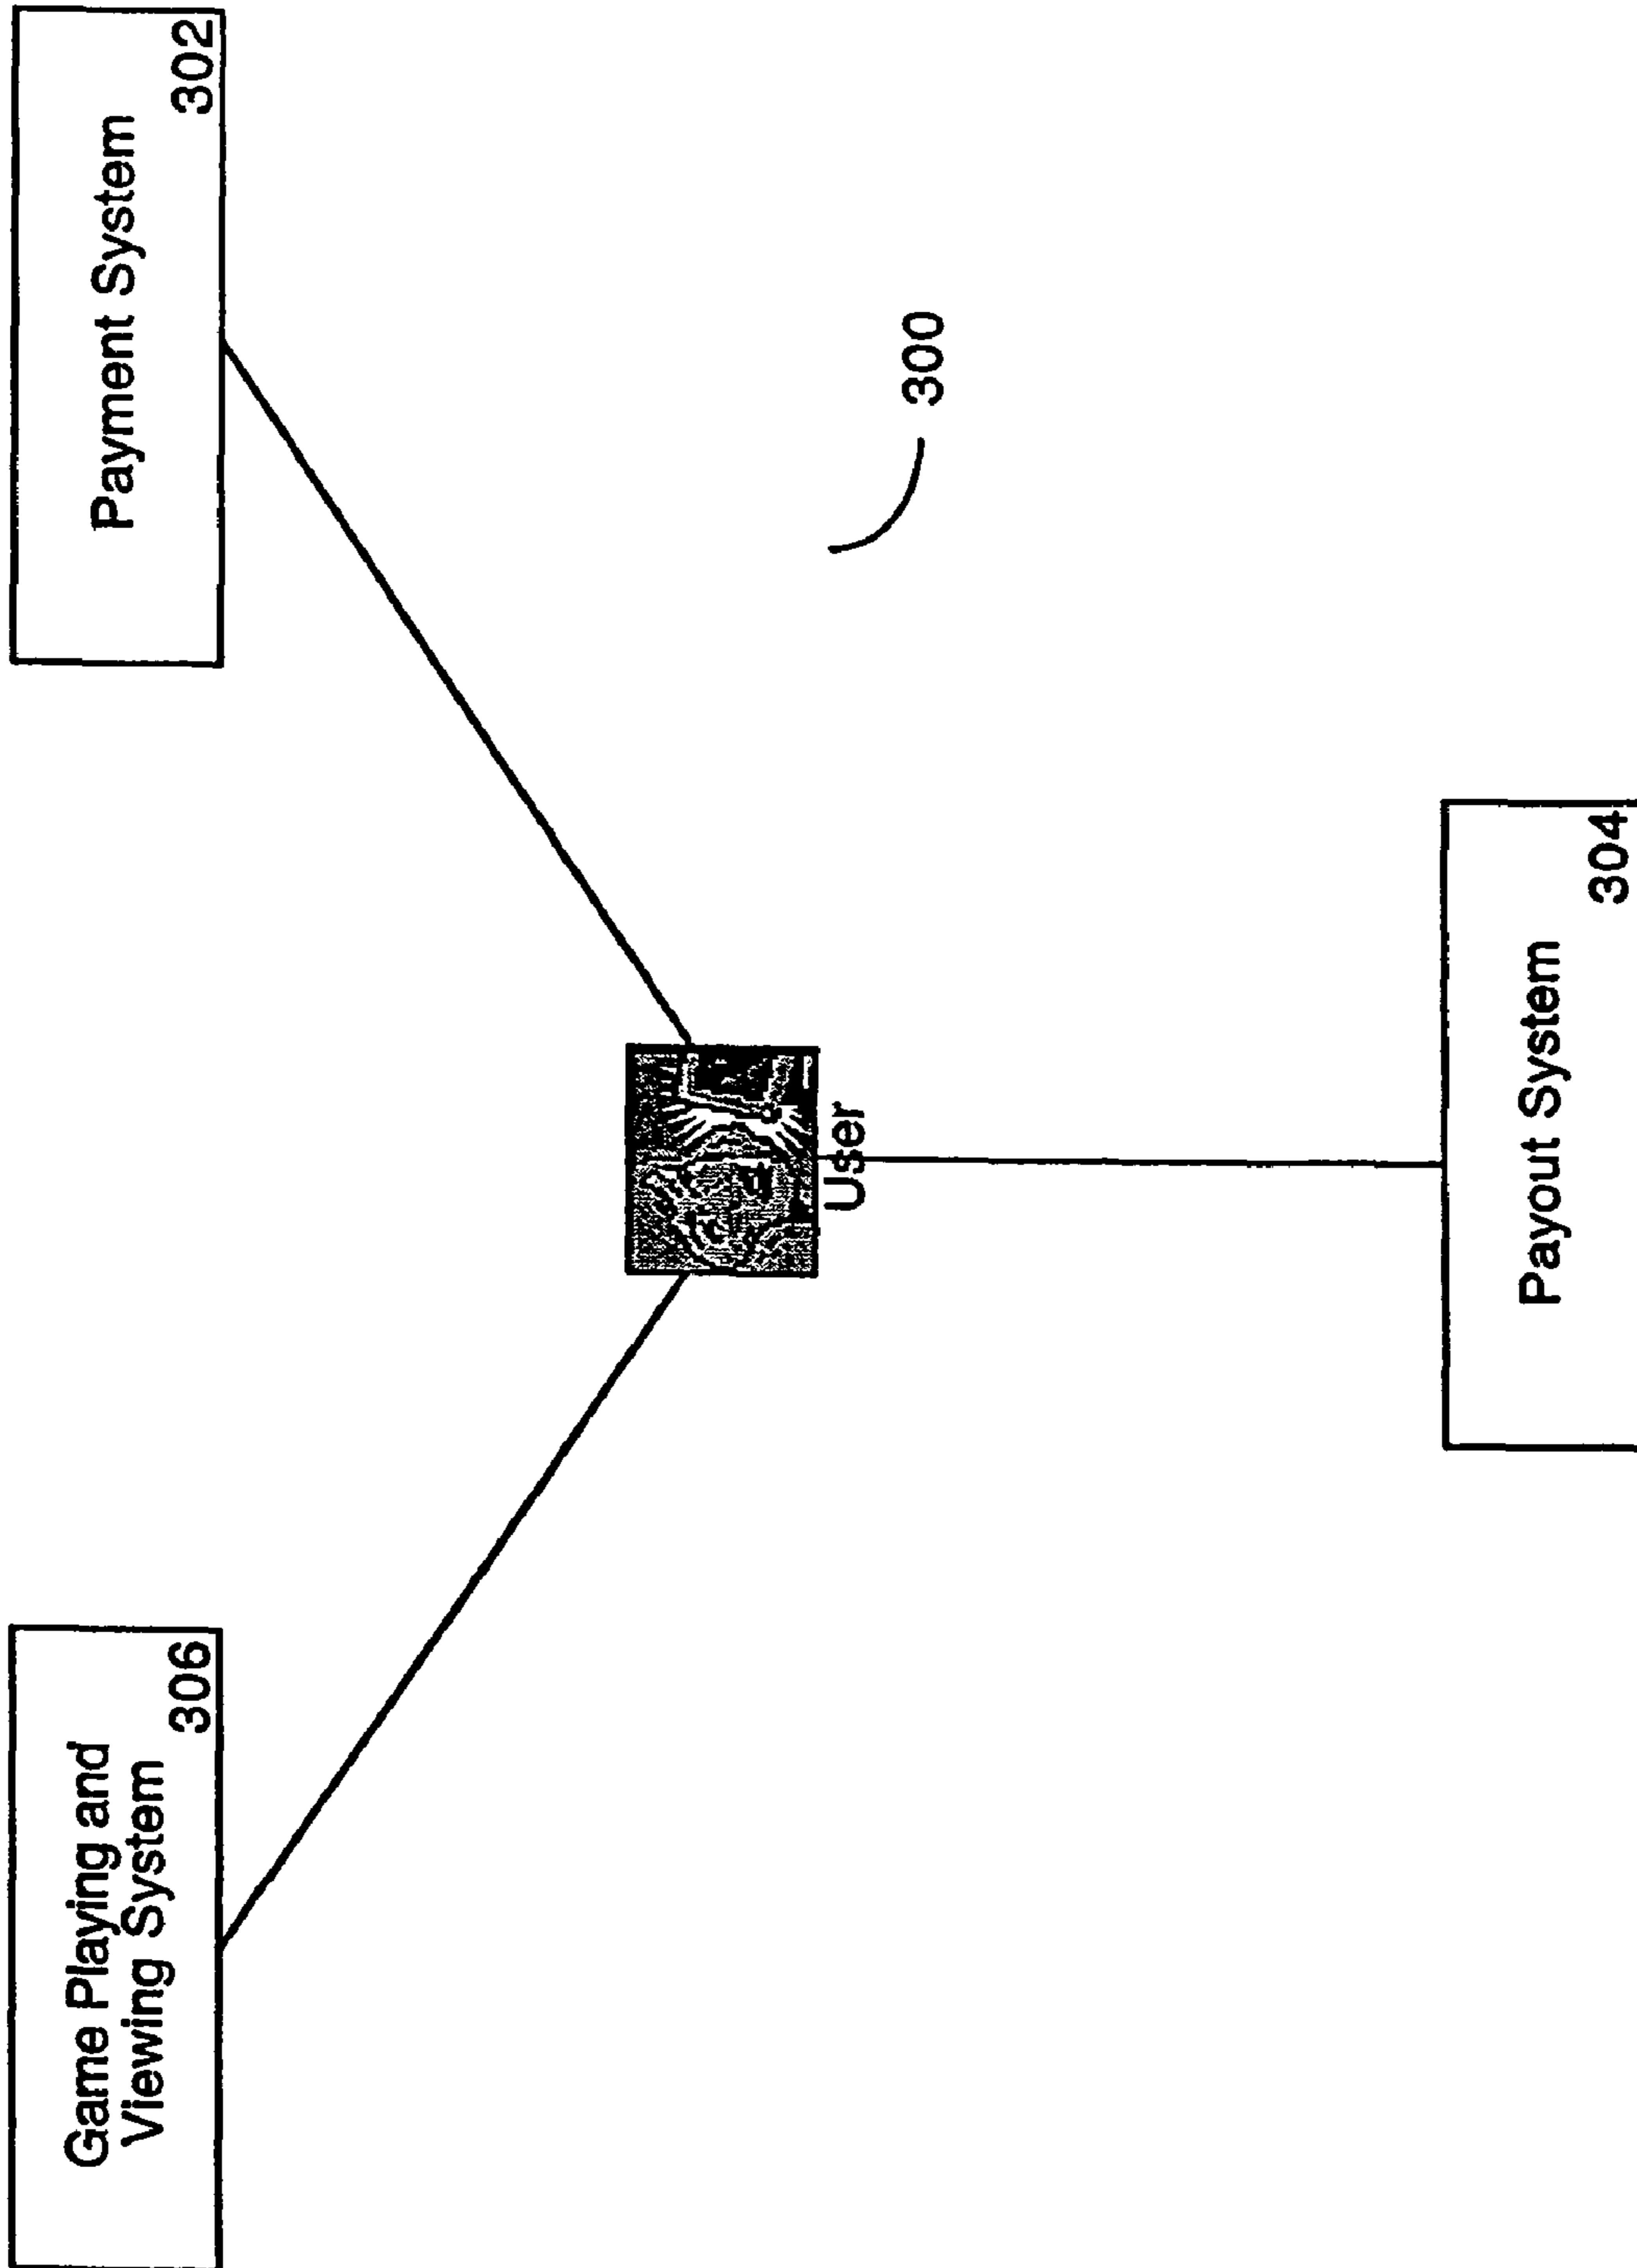 Game Playing and
Viewing System
306
Payment System
302
User
300
Payout System
304